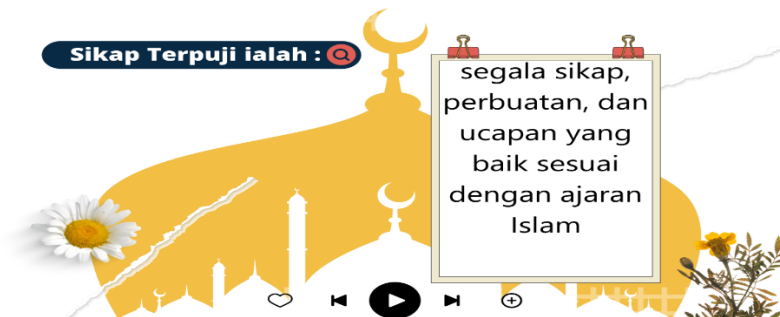 Sikap Terpuji ialah :
segala sikap,
perbuatan, dan
ucapan yang
baik sesuai
dengan ajaran
Islam